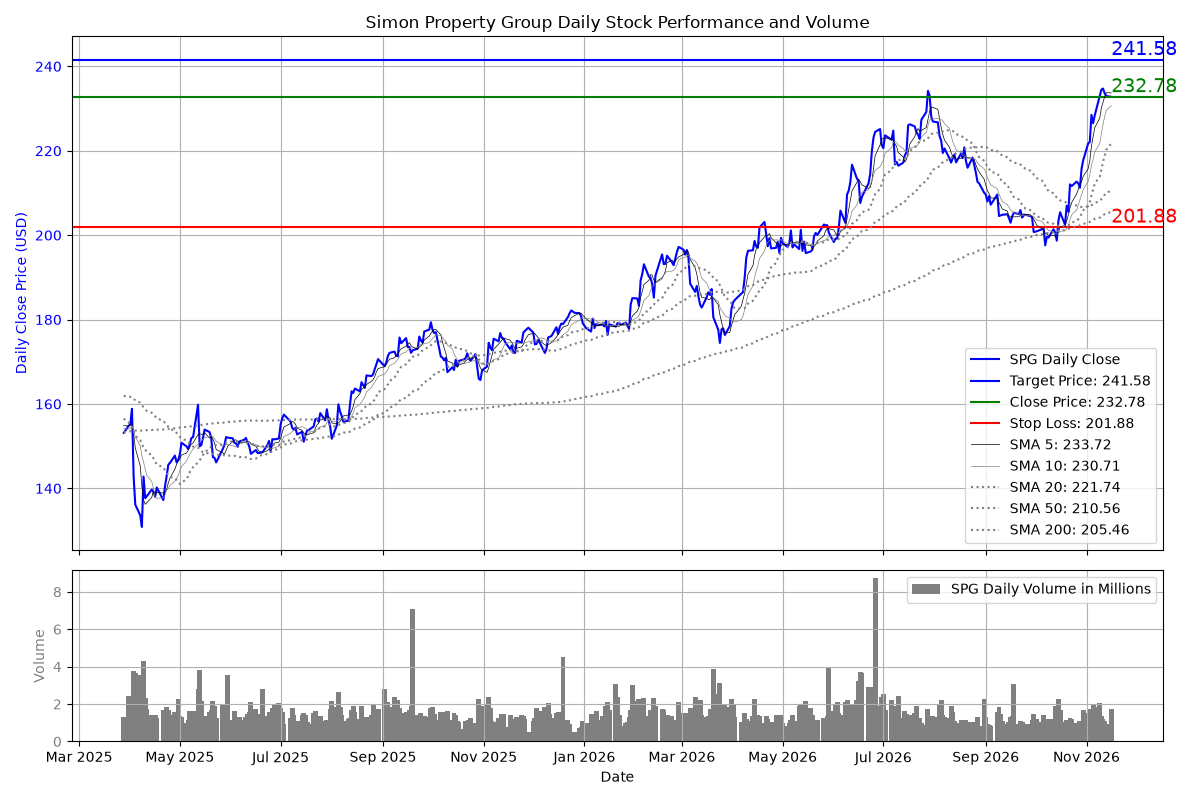 Simon Property Group Daily Stock Performance and Volume
241.58
240
232.78
220
201.88
200
180
160
140
Daily Close Price (USD)
SPG Daily Close
Target Price: 241.58
Close Price: 232.78
Stop Loss: 201.88
SMA 5: 233.72
SMA 10: 230.71
SMA 20: 221.74
SMA 50: 210.56
SMA 200: 205.46
8
6
4
2
0
Volume
SPG Daily Volume in Millions
Mar 2025 May 2025 Jul 2025 Sep 2025 Nov 2025 Jan 2026 Mar 2026 May 2026 Jul 2026 Sep 2026 Nov 2026
Date